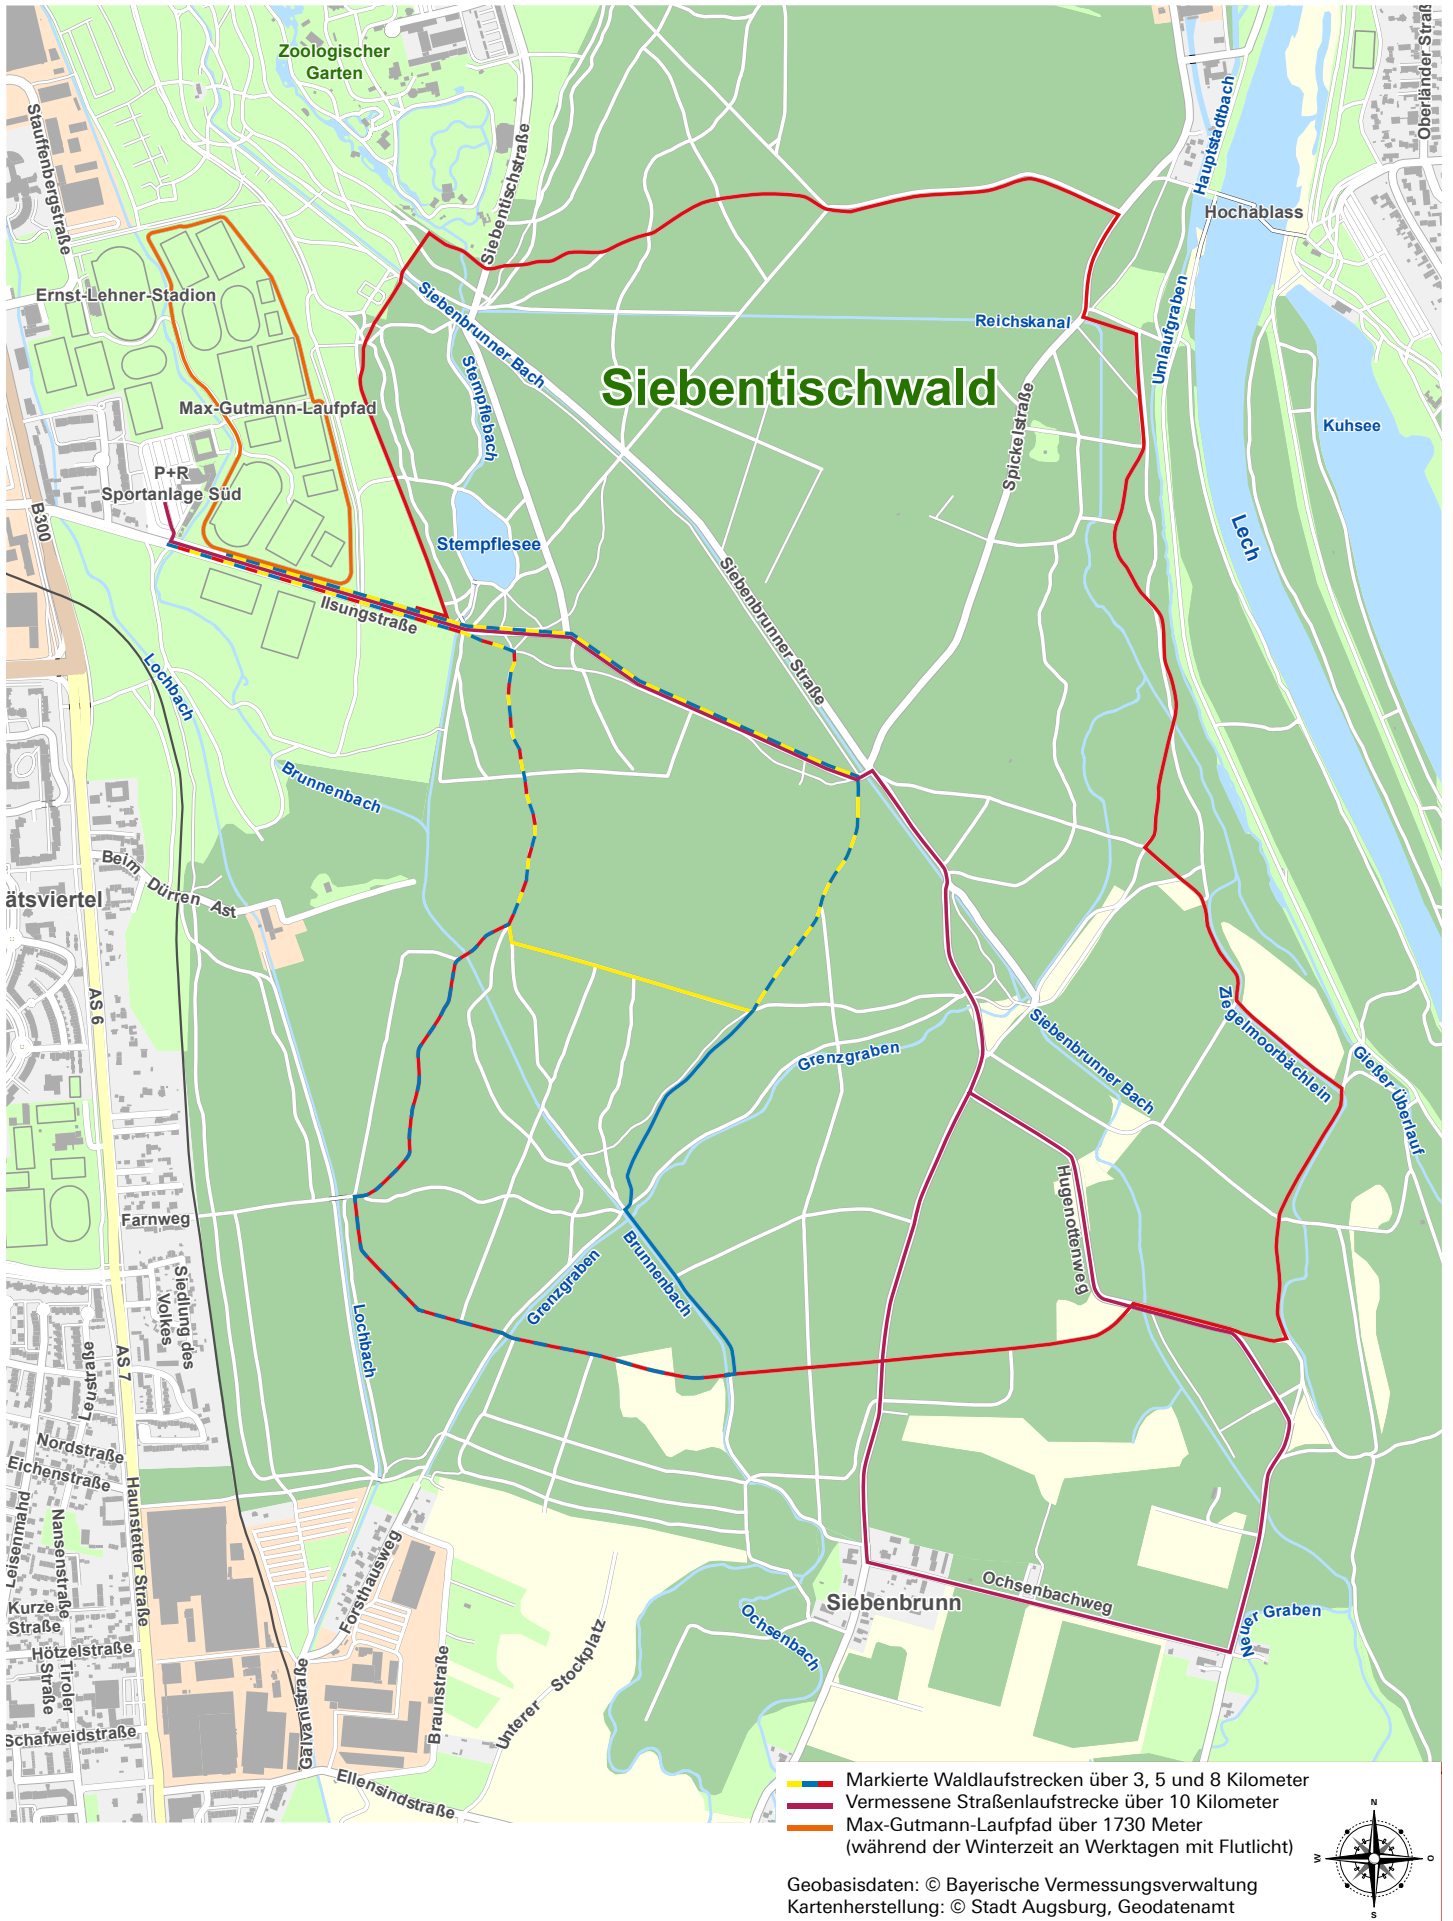 Zoologischer
Garten
Stauffenbergstraße
Siebentischstraße
Hauptstadtbach
Oberländer Straß
Hochablass
Ernst-Lehner-Stadion
Siebenbrunner Bach
Reichskanal
Umlaufgraben
Stempflebach
Siebentischwald
Max-Gutmann-Laufpfad
Spickelstraße
Kuhsee
P+R
Sportanlage Süd
B300
Stempflesee
Lech
Ilsungstraße
Siebenbrunner Straße
Lochbach
Brunnenbach
Beim Dürren Ast
ätsviertel
AS 6
Ziegelmoorbächlein
Siebenbrunner Bach
Grenzgraben
Gießer Überlauf
Hugenottenweg
Farnweg
Siedlung des
Volkes
Grenzgraben
Brunnenbach
Lochbach
AS 7
Leustraße
Nordstraße
Eichenstraße
Leisenmahd
Nansenstraße
Haunstetter Straße
Forsthausweg
Kurze
Straße
Siebenbrunn
Ochsenbachweg
Neuer Graben
Ochsenbach
Hötzelstraße
Tiroler
Straße
Unterer Stockplatz
Braunstraße
Galvanistraße
Schafweidstraße
Ellensindstraße
Markierte Waldlaufstrecken über 3, 5 und 8 Kilometer
Vermessene Straßenlaufstrecke über 10 Kilometer
Max-Gutmann-Laufpfad über 1730 Meter
(während der Winterzeit an Werktagen mit Flutlicht)
N
W
O
S
Geobasisdaten: © Bayerische Vermessungsverwaltung
Kartenherstellung: © Stadt Augsburg, Geodatenamt